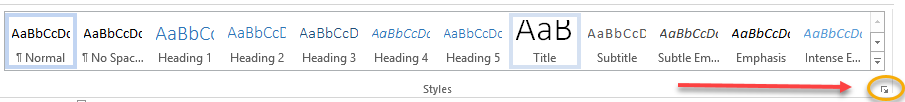 AaBbCcDc AaBbCcDc AaBbCc AaBbCcD AaBbCcDc AaBbCcDc AaBbCcDc AaB AaBbCcD AaBbCcDc AaBbCcDc AaBbCcDc
¶ Normal ¶ No Spac... Heading 1 Heading 2 Heading 3 Heading 4 Heading 5 Title Subtitle Subtle Em... Emphasis Intense E...
Styles